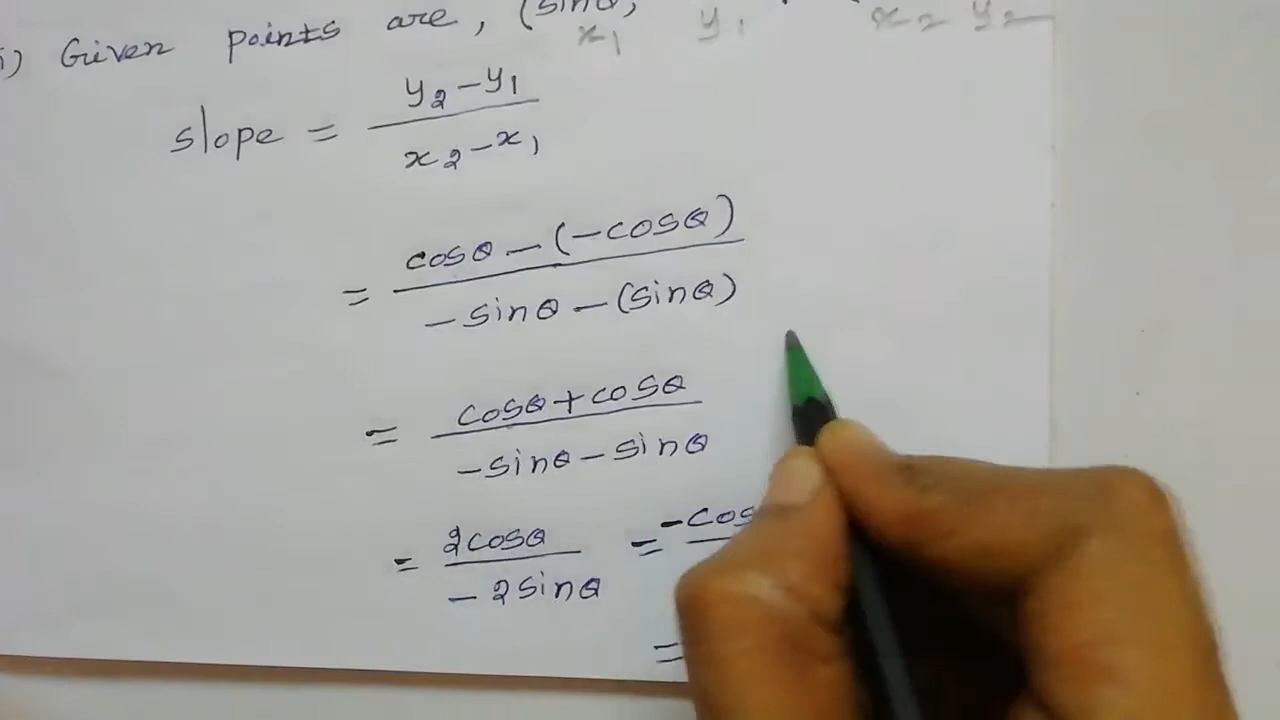 i) Given points are, (sinθ,
x₁ y₁ x₂ y₂
slope = y₂ - y₁ / x₂ - x₁
= cosθ - (-cosθ) / -sinθ - (sinθ)
= cosθ + cosθ / -sinθ - sinθ
= 2cosθ / -2sinθ = -cos
=